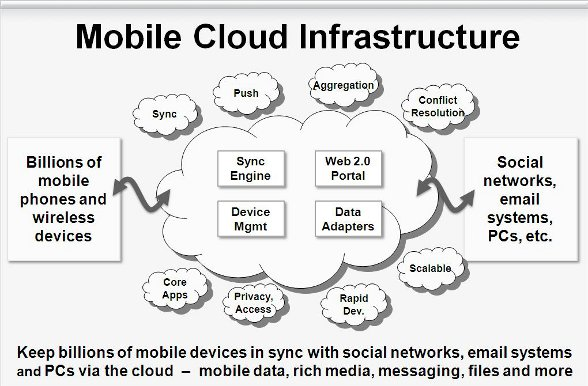 Mobile Cloud Infrastructure
Sync
Push
Aggregation
Conflict
Resolution
Billions of
mobile
phones and
wireless
devices
Sync
Engine
Web 2.0
Portal
Device
Mgmt
Data
Adapters
Social
networks,
email
systems,
PCs, etc.
Core
Apps
Privacy,
Access
Rapid
Dev.
Scalable
Keep billions of mobile devices in sync with social networks, email systems
and PCs via the cloud – mobile data, rich media, messaging, files and more